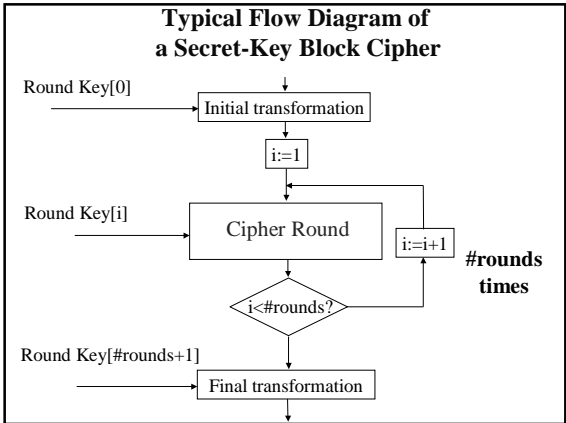 Typical Flow Diagram of
a Secret-Key Block Cipher
Round Key[0]
Initial transformation
i:=1
Round Key[i]
Cipher Round
i:=i+1
#rounds
times
i<#rounds?
Round Key[#rounds+1]
Final transformation